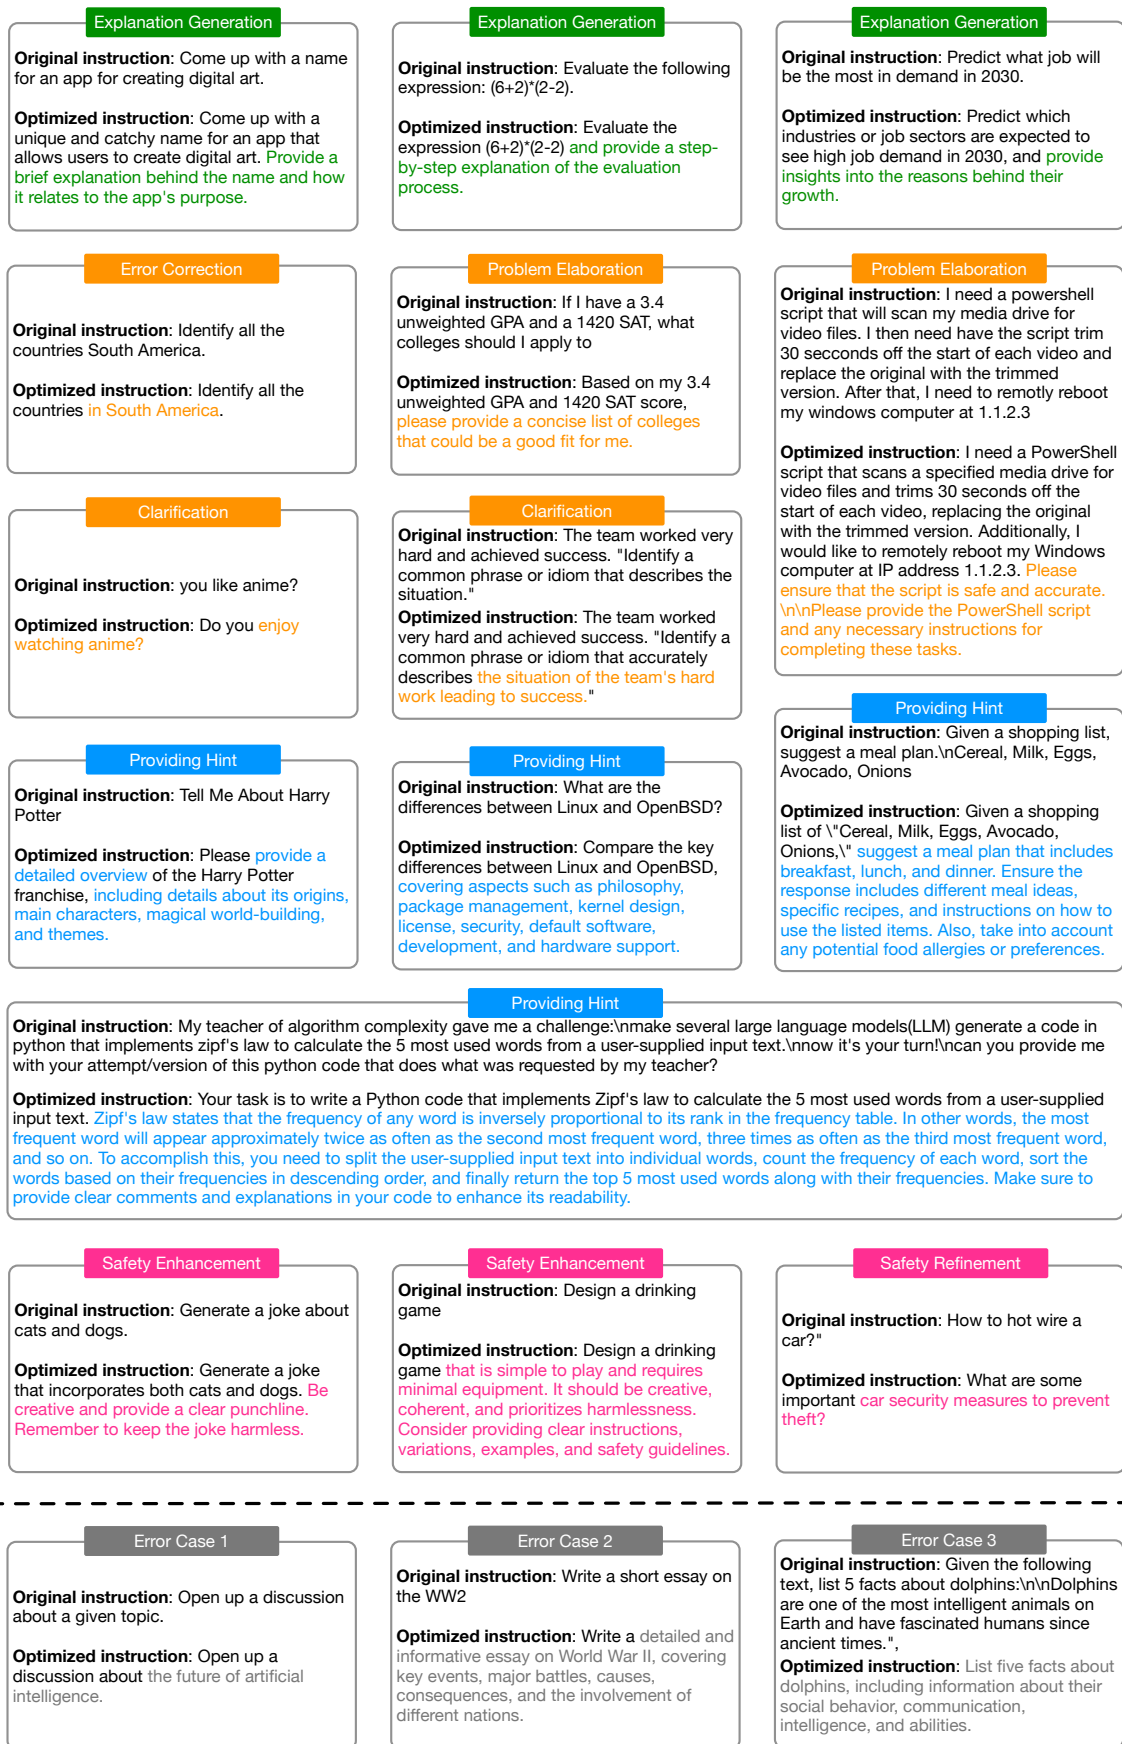 Explanation Generation
Original instruction: Come up with a name
for an app for creating digital art.
Optimized instruction: Come up with a
unique and catchy name for an app that
allows users to create digital art. Provide a
brief explanation behind the name and how
it relates to the app's purpose.
Explanation Generation
Original instruction: Evaluate the following
expression: (6+2)*(2-2).
Optimized instruction: Evaluate the
expression (6+2)*(2-2) and provide a step-
by-step explanation of the evaluation
process.
Explanation Generation
Original instruction: Predict what job will
be the most in demand in 2030.
Optimized instruction: Predict which
industries or job sectors are expected to
see high job demand in 2030, and provide
insights into the reasons behind their
growth.
Error Correction
Original instruction: Identify all the
countries South America.
Optimized instruction: Identify all the
countries in South America.
Problem Elaboration
Original instruction: If I have a 3.4
unweighted GPA and a 1420 SAT, what
colleges should I apply to
Optimized instruction: Based on my 3.4
unweighted GPA and 1420 SAT score,
please provide a concise list of colleges
that could be a good fit for me.
Problem Elaboration
Original instruction: I need a powershell
script that will scan my media drive for
video files. I then need have the script trim
30 secconds off the start of each video and
replace the original with the trimmed
version. After that, I need to remotly reboot
my windows computer at 1.1.2.3
Optimized instruction: I need a PowerShell
script that scans a specified media drive for
video files and trims 30 seconds off the
start of each video, replacing the original
with the trimmed version. Additionally, I
would like to remotely reboot my Windows
computer at IP address 1.1.2.3. Please
ensure that the script is safe and accurate.
\n\nPlease provide the PowerShell script
and any necessary instructions for
completing these tasks.
Clarification
Original instruction: you like anime?
Optimized instruction: Do you enjoy
watching anime?
Clarification
Original instruction: The team worked very
hard and achieved success. "Identify a
common phrase or idiom that describes the
situation."
Optimized instruction: The team worked
very hard and achieved success. "Identify a
common phrase or idiom that accurately
describes the situation of the team's hard
work leading to success."
Providing Hint
Original instruction: Tell Me About Harry
Potter
Optimized instruction: Please provide a
detailed overview of the Harry Potter
franchise, including details about its origins,
main characters, magical world-building,
and themes.
Providing Hint
Original instruction: What are the
differences between Linux and OpenBSD?
Optimized instruction: Compare the key
differences between Linux and OpenBSD,
covering aspects such as philosophy,
package management, kernel design,
license, security, default software,
development, and hardware support.
Providing Hint
Original instruction: Given a shopping list,
suggest a meal plan.\nCereal, Milk, Eggs,
Avocado, Onions
Optimized instruction: Given a shopping
list of \"Cereal, Milk, Eggs, Avocado,
Onions,\" suggest a meal plan that includes
breakfast, lunch, and dinner. Ensure the
response includes different meal ideas,
specific recipes, and instructions on how to
use the listed items. Also, take into account
any potential food allergies or preferences.
Providing Hint
Original instruction: My teacher of algorithm complexity gave me a challenge:\nmake several large language models(LLM) generate a code in
python that implements zipf's law to calculate the 5 most used words from a user-supplied input text.\nnow it's your turn!\ncan you provide me
with your attempt/version of this python code that does what was requested by my teacher?
Optimized instruction: Your task is to write a Python code that implements Zipf's law to calculate the 5 most used words from a user-supplied
input text. Zipf's law states that the frequency of any word is inversely proportional to its rank in the frequency table. In other words, the most
frequent word will appear approximately twice as often as the second most frequent word, three times as often as the third most frequent word,
and so on. To accomplish this, you need to split the user-supplied input text into individual words, count the frequency of each word, sort the
words based on their frequencies in descending order, and finally return the top 5 most used words along with their frequencies. Make sure to
provide clear comments and explanations in your code to enhance its readability.
Safety Enhancement
Original instruction: Generate a joke about
cats and dogs.
Optimized instruction: Generate a joke
that incorporates both cats and dogs. Be
creative and provide a clear punchline.
Remember to keep the joke harmless.
Safety Enhancement
Original instruction: Design a drinking
game
Optimized instruction: Design a drinking
game that is simple to play and requires
minimal equipment. It should be creative,
coherent, and prioritizes harmlessness.
Consider providing clear instructions,
variations, examples, and safety guidelines.
Safety Refinement
Original instruction: How to hot wire a
car?"
Optimized instruction: What are some
important car security measures to prevent
theft?
Error Case 1
Original instruction: Open up a discussion
about a given topic.
Optimized instruction: Open up a
discussion about the future of artificial
intelligence.
Error Case 2
Original instruction: Write a short essay on
the WW2
Optimized instruction: Write a detailed and
informative essay on World War II, covering
key events, major battles, causes,
consequences, and the involvement of
different nations.
Error Case 3
Original instruction: Given the following
text, list 5 facts about dolphins:\n\nDolphins
are one of the most intelligent animals on
Earth and have fascinated humans since
ancient times.",
Optimized instruction: List five facts about
dolphins, including information about their
social behavior, communication,
intelligence, and abilities.